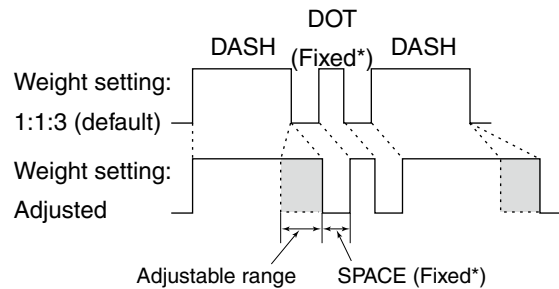 DOT
DASH (Fixed*) DASH
Weight setting:
1:1:3 (default)
Weight setting:
Adjusted
Adjustable range SPACE (Fixed*)